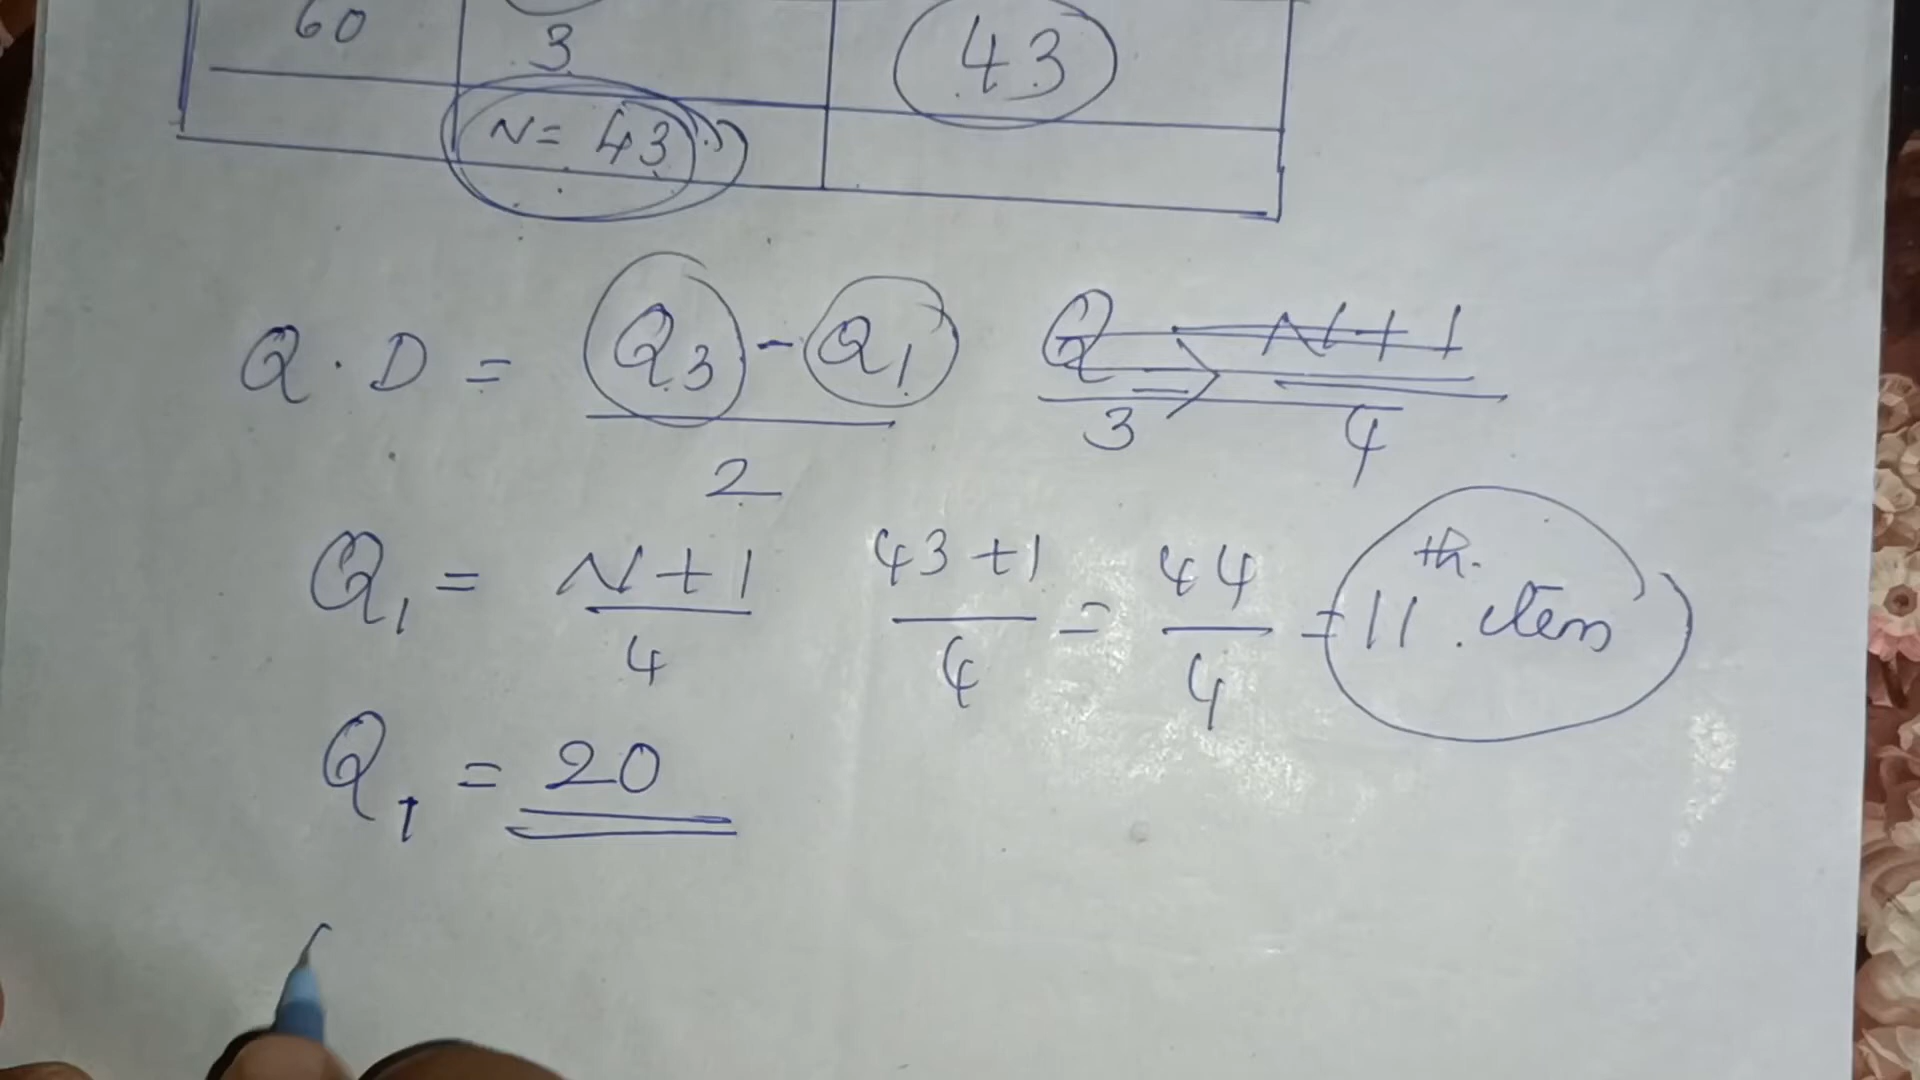 60 3 43
N= 43
Q.D = Q3 - Q1 / 2
Q3 => N+1 / 4
Q1 = N+1 / 4 43+1 / 4 = 44 / 4 = 11th. item
Q1 = 20